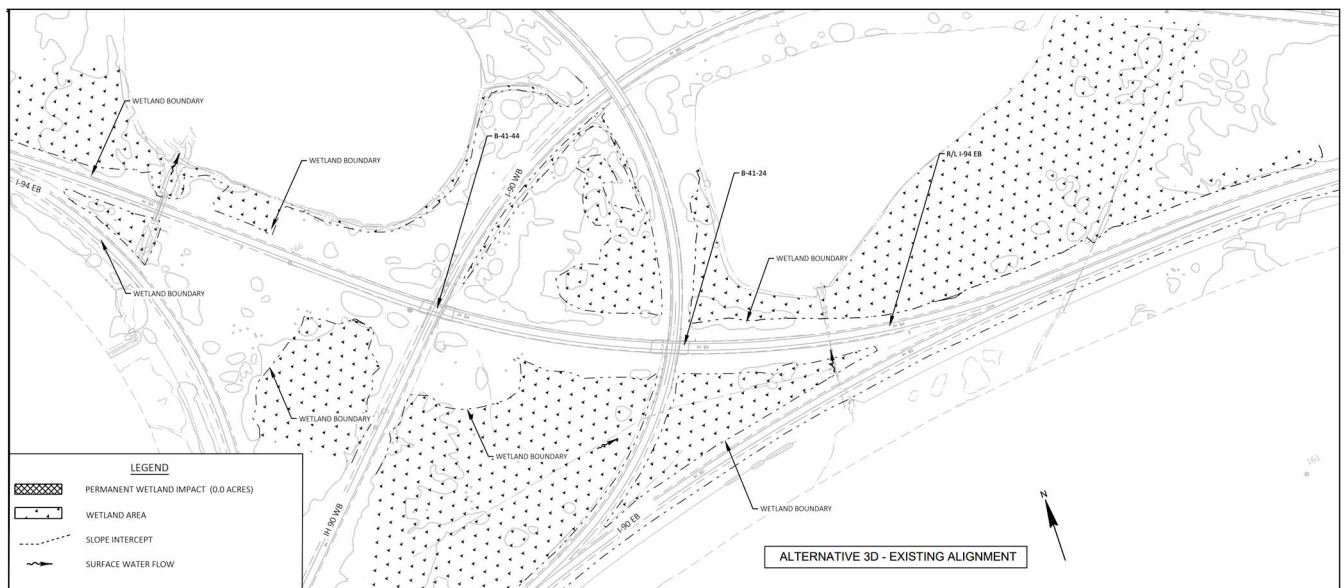 WETLAND BOUNDARY
B-41-44
WETLAND BOUNDARY
R/L I-94 EB
I-90 WB
B-41-24
I-94 EB
166
WETLAND BOUNDARY
WETLAND BOUNDARY
WETLAND BOUNDARY
WETLAND BOUNDARY
161
LEGEND
PERMANENT WETLAND IMPACT (0.0 ACRES)
WETLAND AREA
SLOPE INTERCEPT
SURFACE WATER FLOW
IH 90 WB
I-90 EB
WETLAND BOUNDARY
N
ALTERNATIVE 3D - EXISTING ALIGNMENT